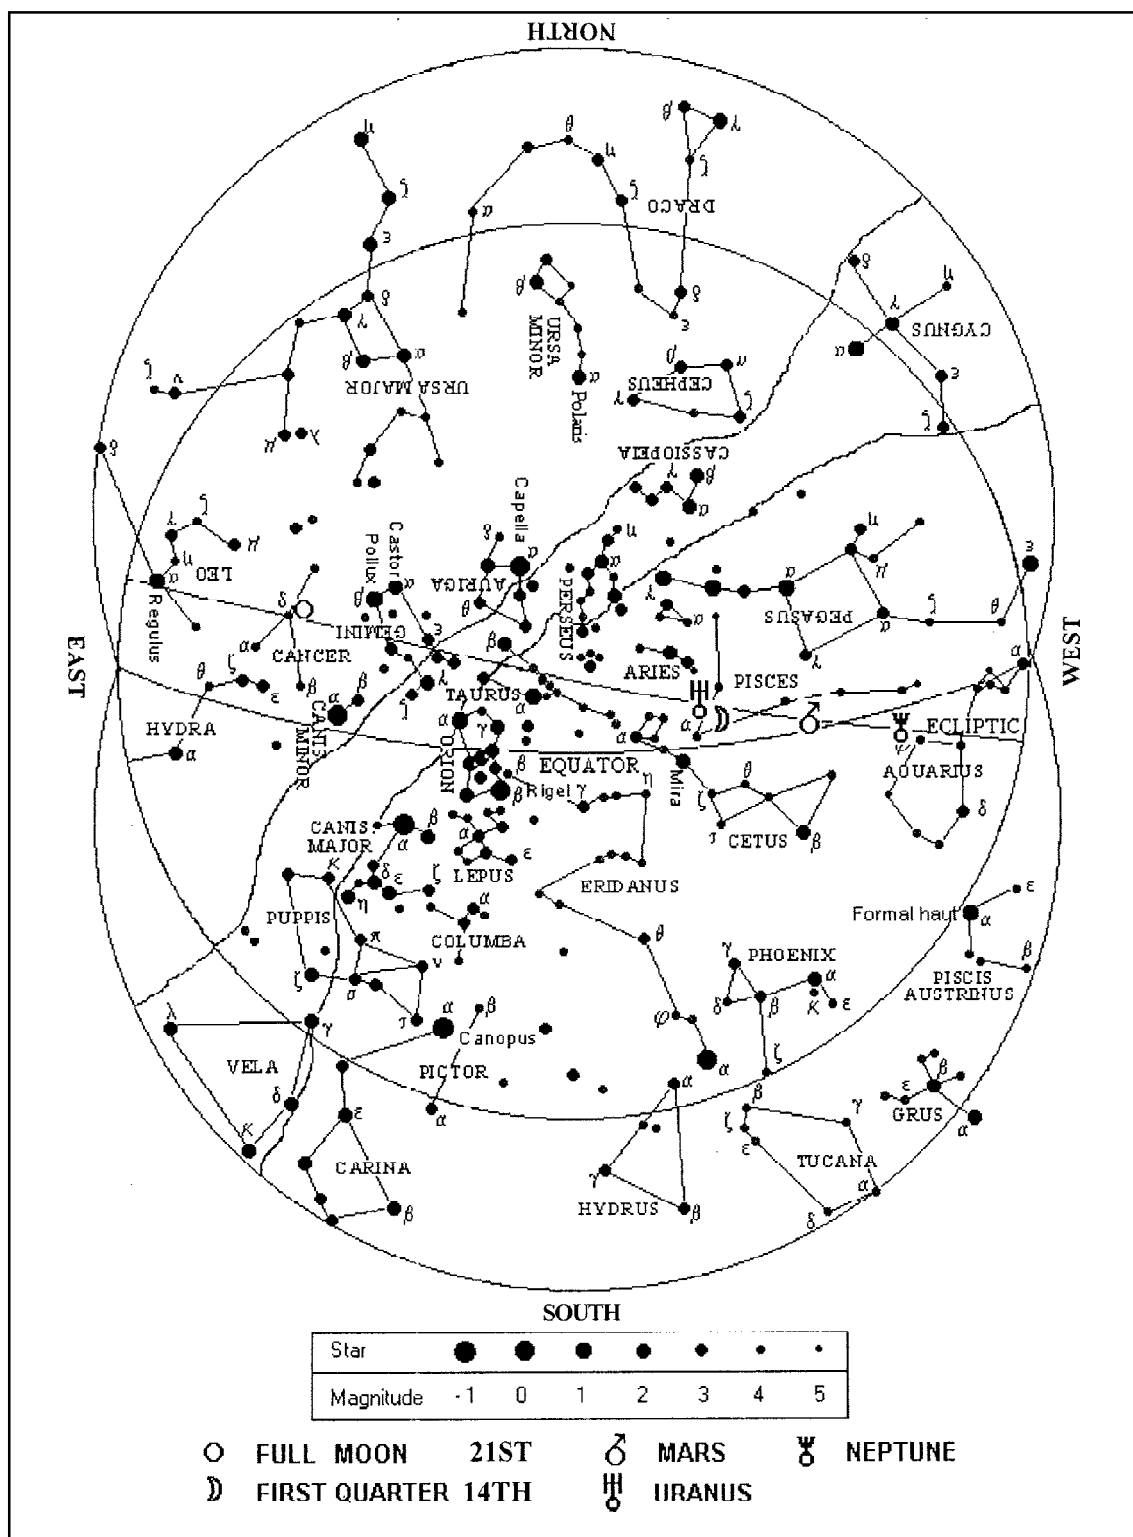 NORTH
μ
ζ
ε
δ
γ
β
α
URSA MAJOR
ν
ζ
μ
λ
α
θ
η
ζ
DRACO
β
γ
ζ
δ
ε
β
URSA
MINOR
α
Polaris
β
α
CEPHEUS
γ
ζ
δ
η
γ
CYGNUS
α
ε
ζ
CASSIOPEIA
γ
β
α
δ
ζ
γ
μ
η
LEO
α
Regulus
Castor
Pollux
α
β
GEMINI
ε
Capella
δ
α
AURIGA
θ
β
η
α
PERSEUS
γ
α
ARIES
η
μ
α
PEGASUS
α
ζ
θ
ε
EAST
WEST
δ
α
CANCER
β
θ
ζ
ε
HYDRA
α
α
β
CANIS
MINOR
λ
ζ
TAURUS
α
α
γ
ORION
β
Rigel
γ
EQUATOR
η
α
Mira
PISCES
α
ECLIPTIC
α
AQUARIUS
δ
ζ
θ
τ
CETUS
β
CANIS
MAJOR
α
β
δ
ε
ζ
η
α
LEPUS
ε
ERIDANUS
κ
PUPPIS
α
COLUMBA
π
ν
ζ
σ
τ
θ
φ
α
γ
PHOENIX
α
δ
β
κ
ε
ζ
Formal haut
ε
α
β
PISCIS
AUSTRINUS
λ
γ
VELA
δ
κ
α
Canopus
β
PICTOR
α
ε
CARINA
β
α
γ
HYDRUS
β
β
ζ
ε
γ
TUCANA
α
δ
ε
β
GRUS
α
SOUTH
Star
Magnitude -1 0 1 2 3 4 5
FULL MOON 21ST MARS NEPTUNE
FIRST QUARTER 14TH URANUS